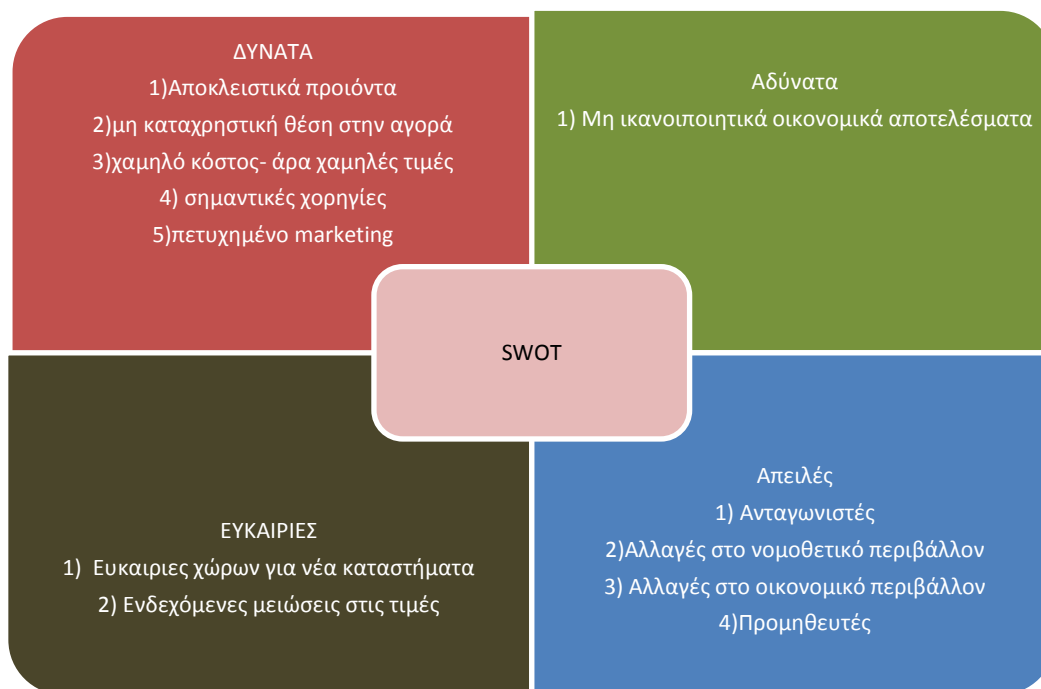 ΔΥΝΑΤΑ
1)Αποκλειστικά προιόντα
2)μη καταχρηστική θέση στην αγορά
3)χαμηλό κόστος- άρα χαμηλές τιμές
4) σημαντικές χορηγίες
5)πετυχημένο marketing
Αδύνατα
1) Μη ικανοιποιητικά οικονομικά αποτελέσματα
SWOT
ΕΥΚΑΙΡΙΕΣ
1) Ευκαιριες χώρων για νέα καταστήματα
2) Ενδεχόμενες μειώσεις στις τιμές
Απειλές
1) Ανταγωνιστές
2)Αλλαγές στο νομοθετικό περιβάλλον
3) Αλλαγές στο οικονομικό περιβάλλον
4)Προμηθευτές